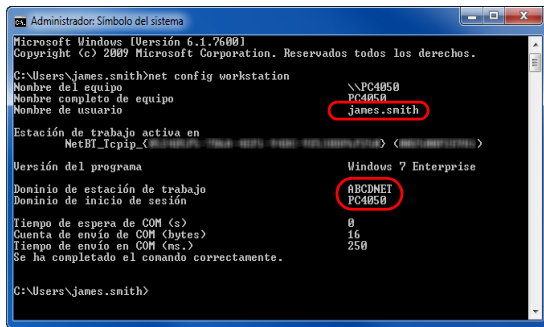 Administrador: Símbolo del sistema
Microsoft Windows [Versión 6.1.7600]
Copyright (c) 2009 Microsoft Corporation. Reservados todos los derechos.
C:\Users\james.smith>net config workstation
Nombre del equipo \\PC4050
Nombre completo de equipo PC4050
Nombre de usuario james.smith
Estación de trabajo activa en
NetBT_Tcpip_{ } ( )
Versión del programa Windows 7 Enterprise
Dominio de estación de trabajo ABCDNET
Dominio de inicio de sesión PC4050
Tiempo de espera de COM (s) 0
Cuenta de envío de COM (bytes) 16
Tiempo de envío en COM (ms.) 250
Se ha completado el comando correctamente.
C:\Users\james.smith>